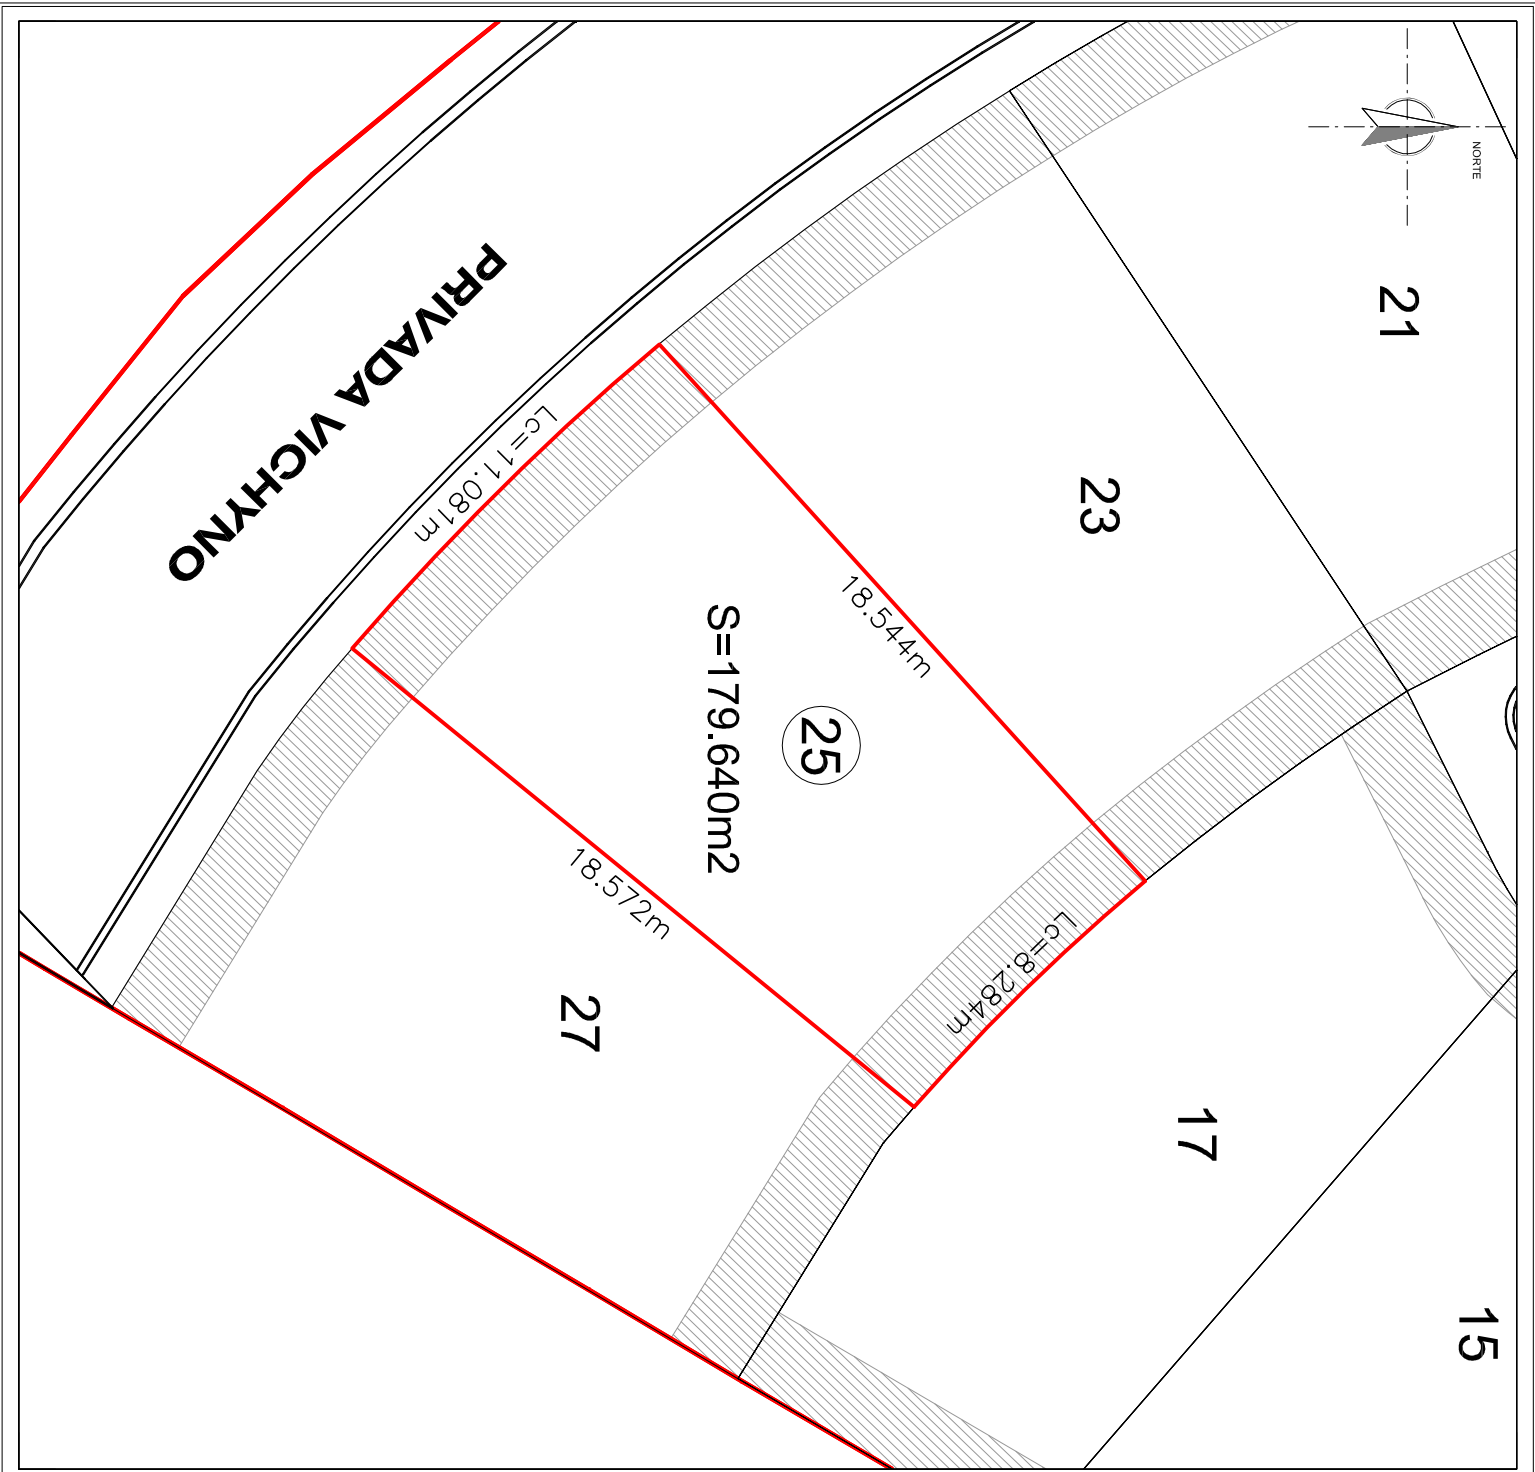 NORTE
21
23
PRIVADA VICHYNO
Lc=11.081m
18.544m
25
S=179.640m2
18.572m
Lc=8.284m
27
17
15